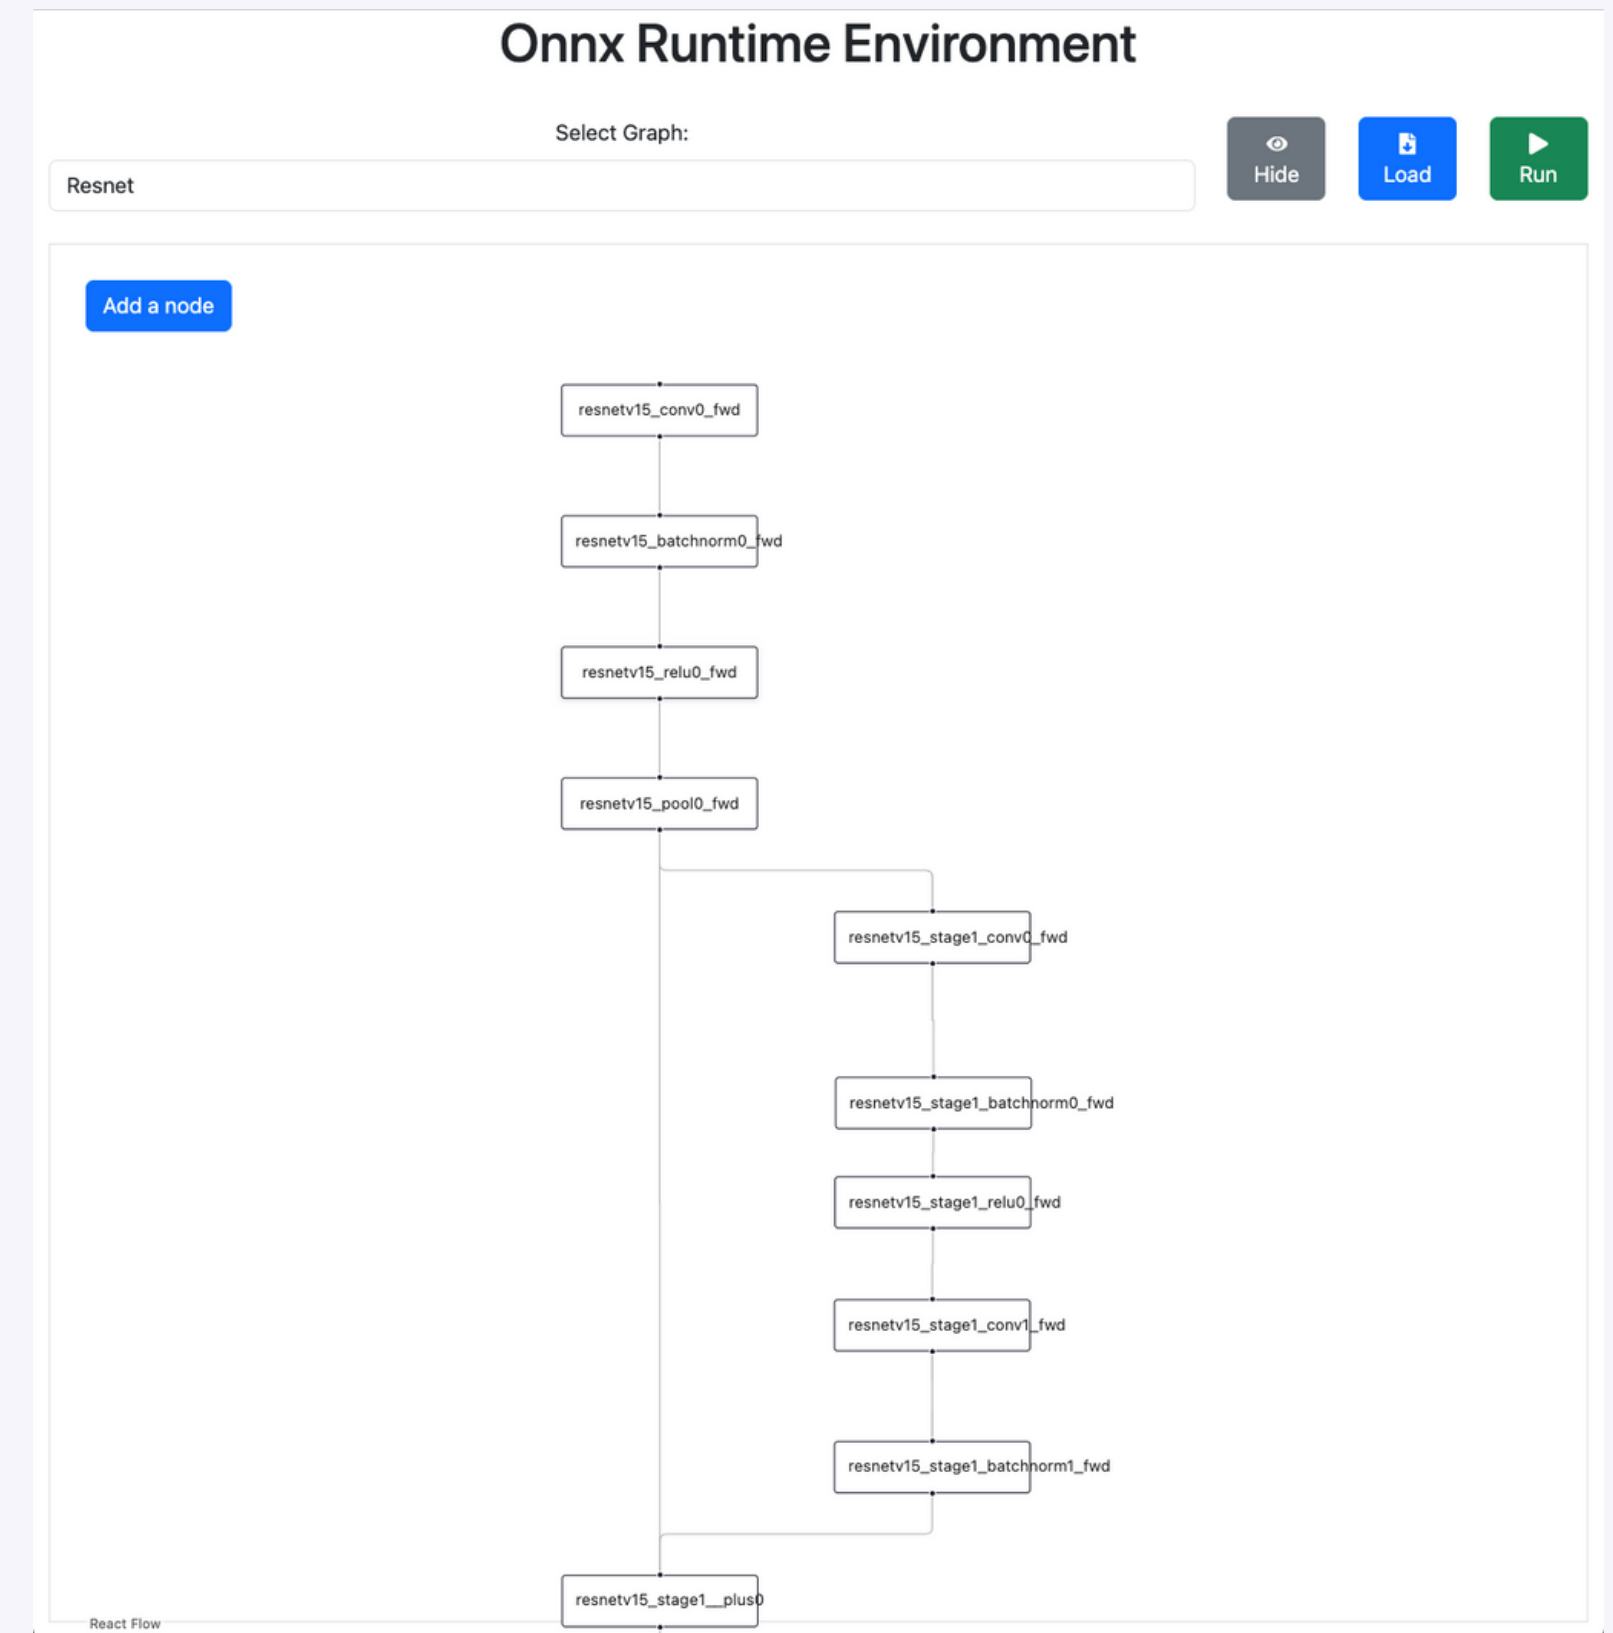 Onnx Runtime Environment
Select Graph:
Resnet
Hide
Load
Run
Add a node
resnetv15_conv0_fwd
resnetv15_batchnorm0_fwd
resnetv15_relu0_fwd
resnetv15_pool0_fwd
resnetv15_stage1_conv0_fwd
resnetv15_stage1_batchnorm0_fwd
resnetv15_stage1_relu0_fwd
resnetv15_stage1_conv1_fwd
resnetv15_stage1_batchnorm1_fwd
resnetv15_stage1__plus0
React Flow